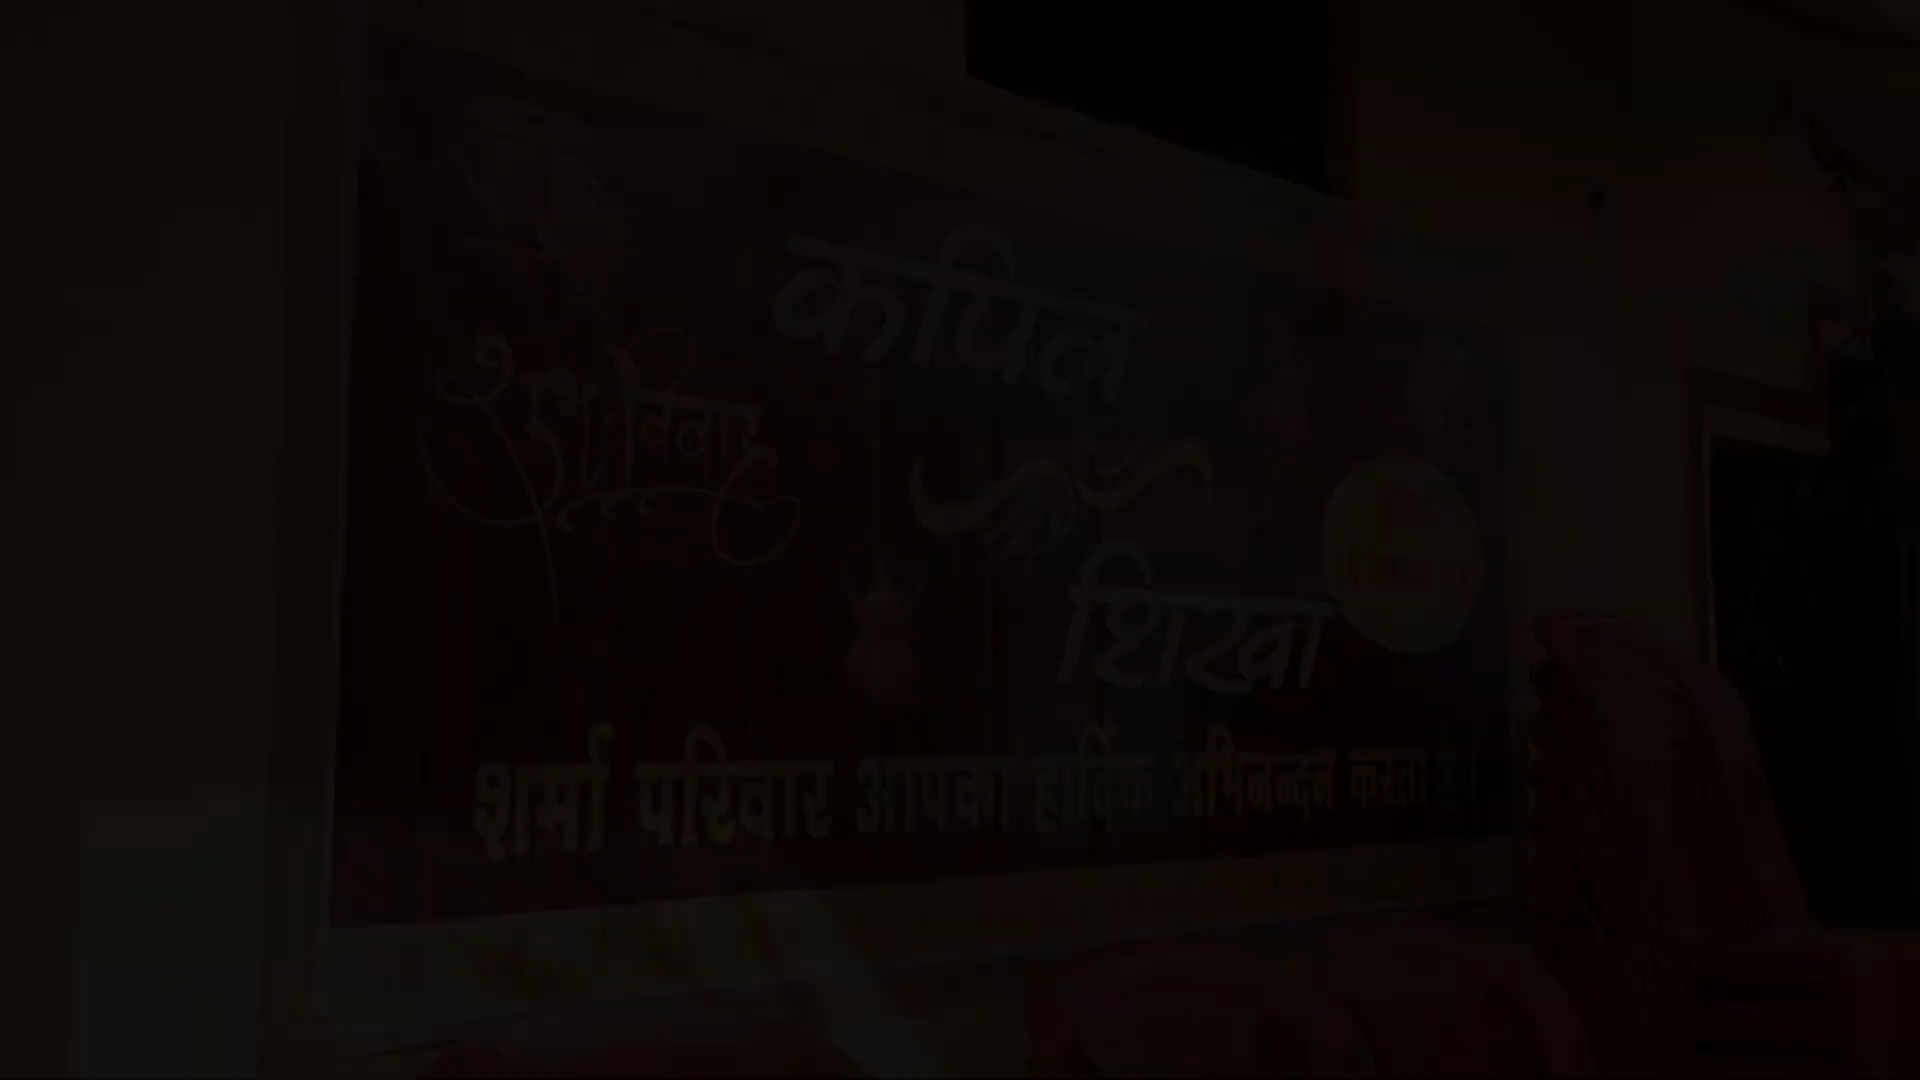 कपिल
शुभ विवाह
शिखा
शर्मा परिवार आपका हार्दिक अभिनन्दन करता है।